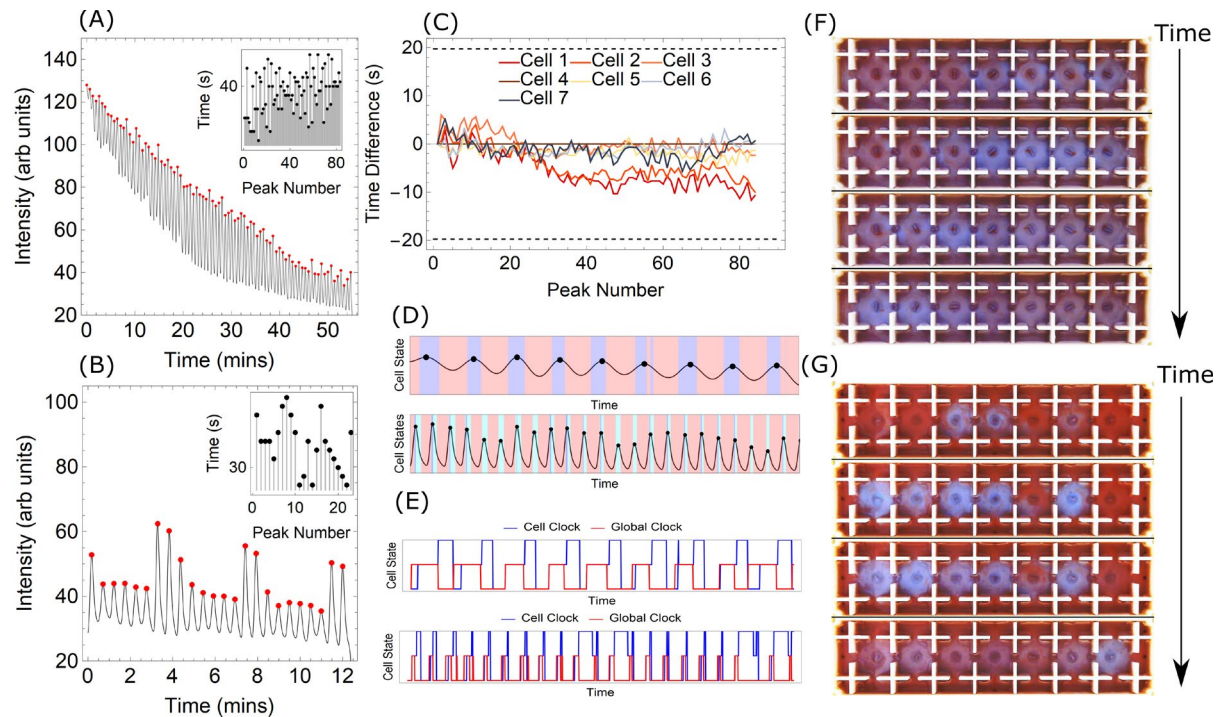 (A)
150
140
120
100
80
60
40
20
0
10
20
30
40
50
Intensity (arb units)
Time (mins)
Time (s)
40
0
40
80
Peak Number
(B)
100
80
60
40
20
0
2
4
6
8
10
12
Intensity (arb units)
Time (mins)
Time (s)
30
0
10
20
Peak Number
(C)
20
10
0
-10
-20
0
20
40
60
80
Time Difference (s)
Peak Number
Cell 1 Cell 2 Cell 3
Cell 4 Cell 5 Cell 6
Cell 7
(D)
Cell State
Time
Cell States
Time
(E)
Cell Clock Global Clock
Cell State
Time
Cell Clock Global Clock
Cell State
Time
(F)
Time
(G)
Time